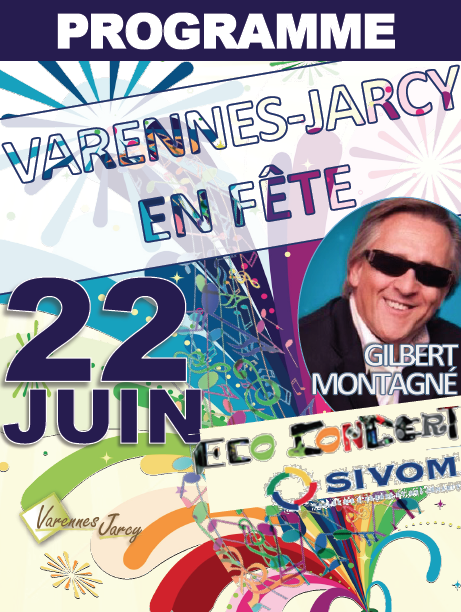 PROGRAMME
VARENNES-JARCY
EN FÊTE
22
JUIN
GILBERT
MONTAGNÉ
ECO CONCERT
SIVOM
Varennes
Jarcy